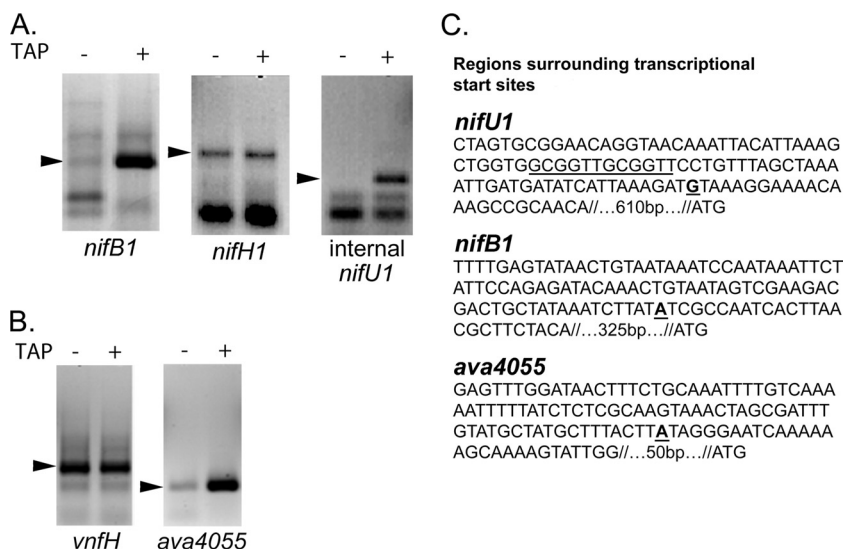 A.
TAP - + - + - +
nifB1 nifH1 internal
nifU1
B.
TAP - + - +
vnfH ava4055
C.
Regions surrounding transcriptional
start sites
nifU1
CTAGTGCGGAACAGGTAACAAATTACATTAAAG
CTGGTGGCGGTTGCGGTTCCTGTTTAGCTAAA
ATTGATGATATCATTAAAGATGTAAAGGAAAACA
AAGCCGCAACA//...610bp...//ATG
nifB1
TTTTGAGTATAACTGTAATAAATCCAATAAATTCT
ATTCCAGAGATACAAACTGTAATAGTCGAAGAC
GACTGCTATAAATCTTATATCGCCAATCACTTAA
CGCTTCTACA//...325bp...//ATG
ava4055
GAGTTTGGATAACTTTCTGCAAATTTTGTCAAA
AATTTTTATCTCTCGCAAGTAAACTAGCGATTT
GTATGCTATGCTTTACTTATAGGGAATCAAAAA
AGCAAAAGTATTGG//...50bp...//ATG